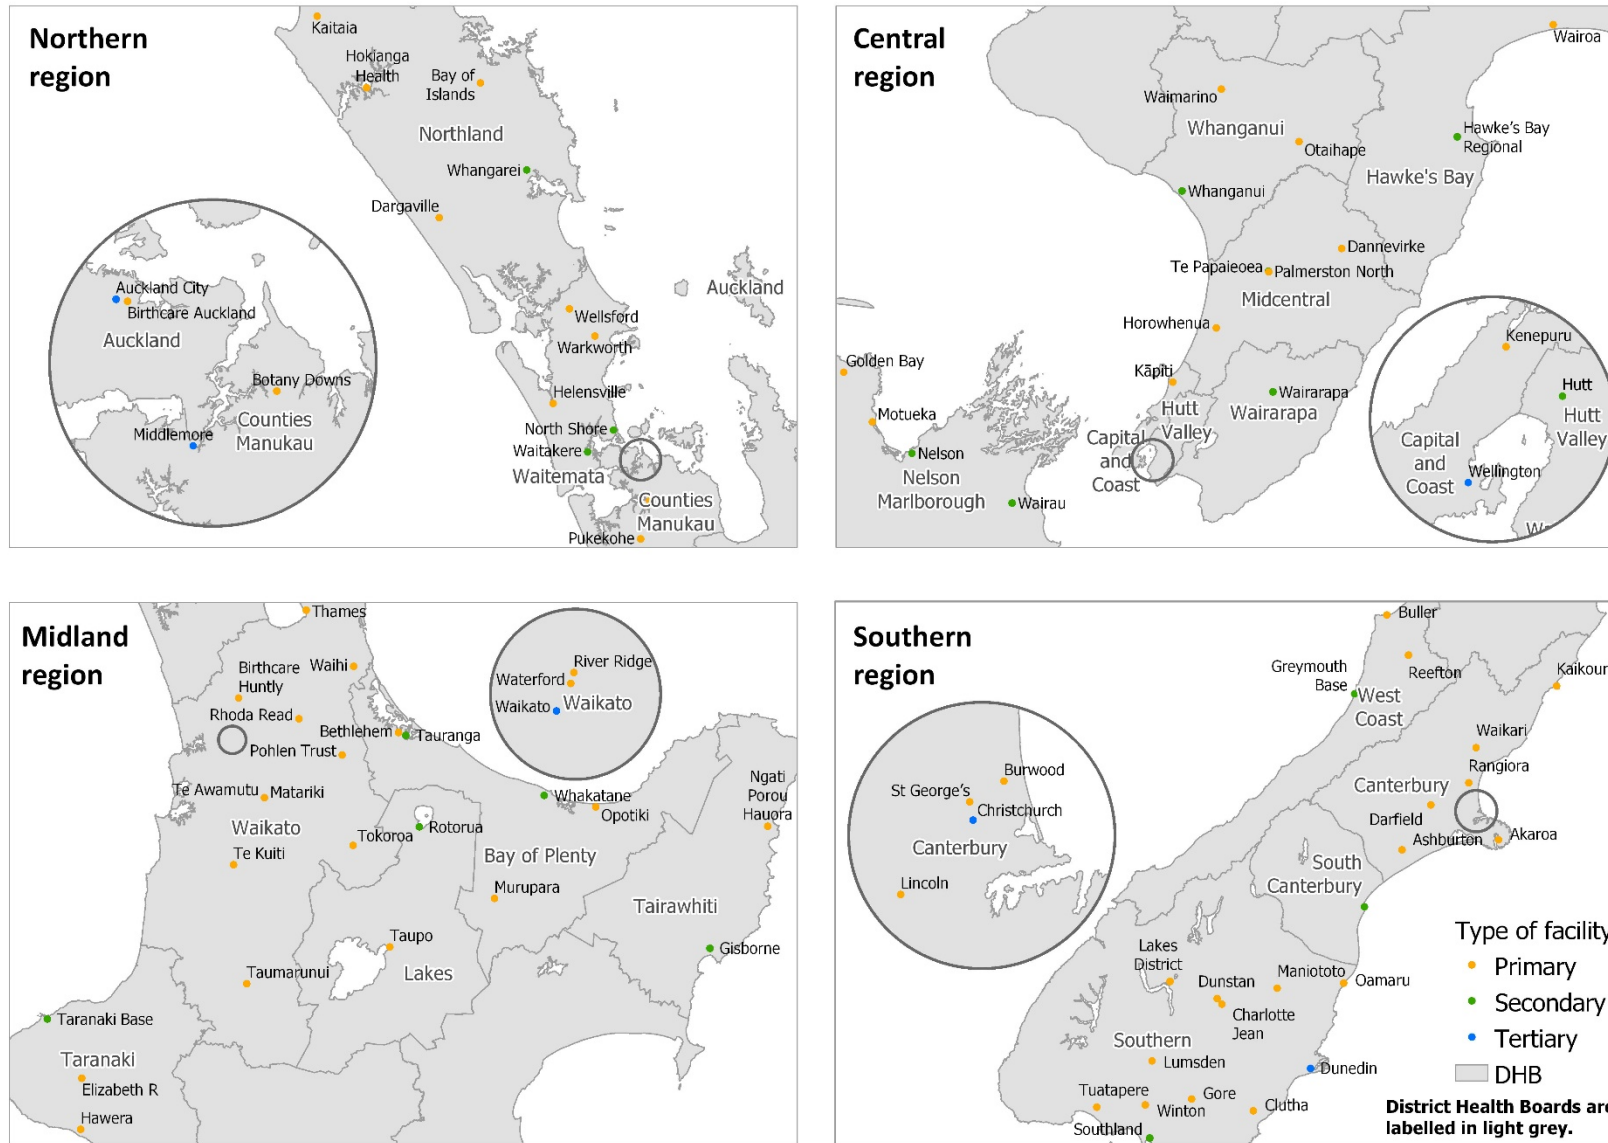 Northern
region
Kaitaia
Hokianga
Health
Bay of
Islands
Northland
Whangarei
Dargaville
Auckland City
Birthcare Auckland
Auckland
Botany Downs
Counties
Manukau
Middlemore
Auckland
Wellsford
Warkworth
Helensville
North Shore
Waitakere
Waitemata
Counties
Manukau
Pukekohe
Central
region
Wairoa
Waimarino
Whanganui
Otaihape
Hawke's Bay
Regional
Hawke's Bay
Whanganui
Dannevirke
Te Papaieoea
Palmerston North
Midcentral
Horowhenua
Golden Bay
Kāpiti
Motueka
Hutt
Valley
Wairarapa
Wairarapa
Capital
and
Coast
Nelson
Nelson
Marlborough
Wairau
Kenepuru
Hutt
Hutt
Valley
Capital
and
Coast
Wellington
Wa
Midland
region
Thames
Birthcare
Huntly
Waihi
River Ridge
Waterford
Waikato
Waikato
Rhoda Read
Bethlehem
Tauranga
Pohlen Trust
Te Awamutu
Matariki
Waikato
Whakatane
Opotiki
Ngati
Porou
Hauora
Tokoroa
Rotorua
Te Kuiti
Bay of Plenty
Murupara
Tairawhiti
Taupo
Lakes
Gisborne
Taumarunui
Taranaki Base
Taranaki
Elizabeth R
Hawera
Southern
region
Buller
Reefton
Greymouth
Base
Kaikour
West
Coast
Waikari
Rangiora
Canterbury
Darfield
Ashburton
Akaroa
Burwood
St George's
Christchurch
Canterbury
Lincoln
South
Canterbury
Lakes
District
Dunstan
Maniototo
Oamaru
Charlotte
Jean
Southern
Lumsden
Dunedin
Tuatapere
Winton
Gore
Clutha
Southland
Type of facility
Primary
Secondary
Tertiary
DHB
District Health Boards are
labelled in light grey.